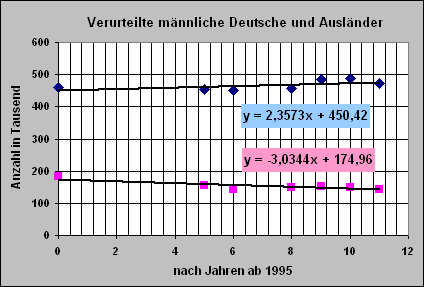 Verurteilte männliche Deutsche und Ausländer
600
500
400
300
200
100
0
Anzahl in Tausend
y = 2,3573x + 450,42
y = -3,0344x + 174,96
0 2 4 6 8 10 12
nach Jahren ab 1995